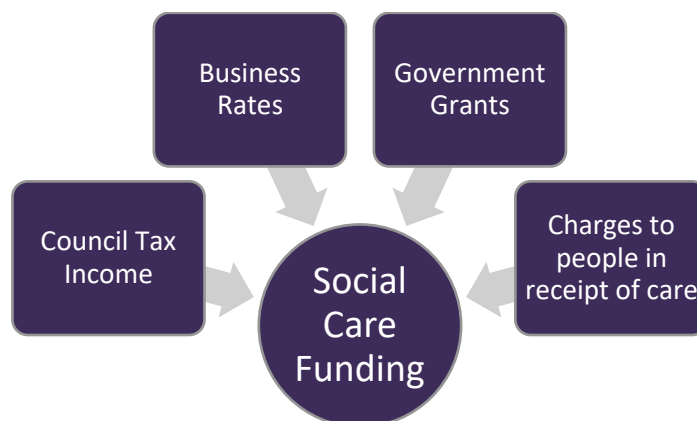 Business
Rates
Government
Grants
Council Tax
Income
Charges to
people in
receipt of care
Social
Care
Funding